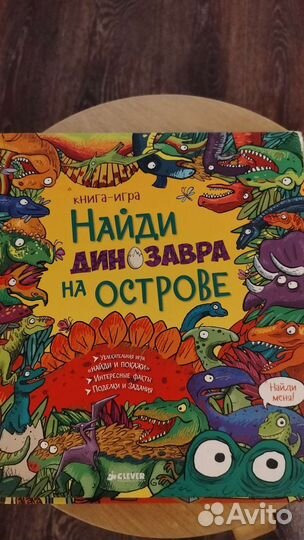 КНИГА-ИГРА
НАЙДИ
ДИНОЗАВРА
НА ОСТРОВЕ
УВЛЕКАТЕЛЬНАЯ ИГРА
«НАЙДИ И ПОКАЖИ»
ИНТЕРЕСНЫЕ ФАКТЫ
ПОДЕЛКИ И ЗАДАНИЯ
Найди
меня!
CLEVER
Avito